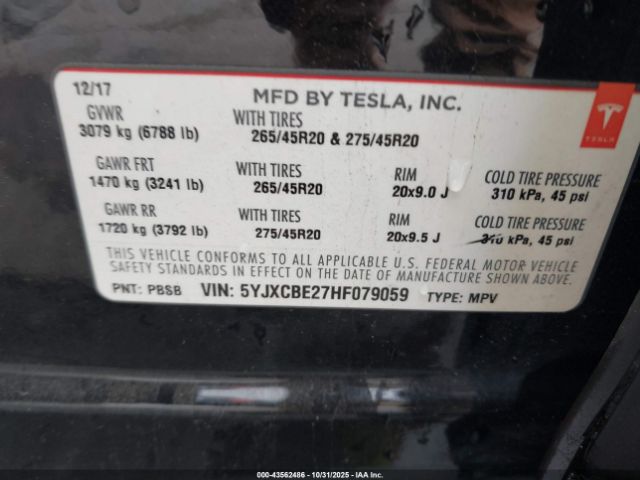 12/17 MFD BY TESLA, INC.
GVWR WITH TIRES
3079 kg (6788 lb) 265/45R20 & 275/45R20
TESLA
GAWR FRT WITH TIRES RIM COLD TIRE PRESSURE
1470 kg (3241 lb) 265/45R20 20x9.0 J 310 kPa, 45 psi
GAWR RR WITH TIRES RIM COLD TIRE PRESSURE
1720 kg (3792 lb) 275/45R20 20x9.5 J 310 kPa, 45 psi
THIS VEHICLE CONFORMS TO ALL APPLICABLE U.S. FEDERAL MOTOR VEHICLE
SAFETY STANDARDS IN EFFECT ON THE DATE OF MANUFACTURE SHOWN ABOVE.
PNT: PBSB VIN: 5YJXCBE27HF079059 TYPE: MPV
000-43562486 - 10/31/2025 - IAA Inc.